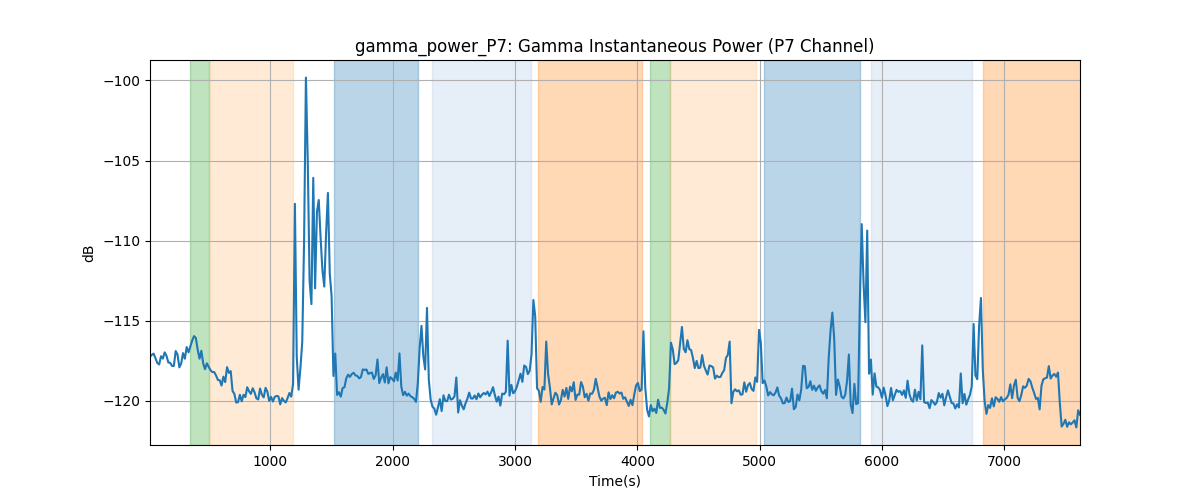 gamma_power_P7: Gamma Instantaneous Power (P7 Channel)
−100
−105
−110
−115
−120
dB
1000 2000 3000 4000 5000 6000 7000
Time(s)